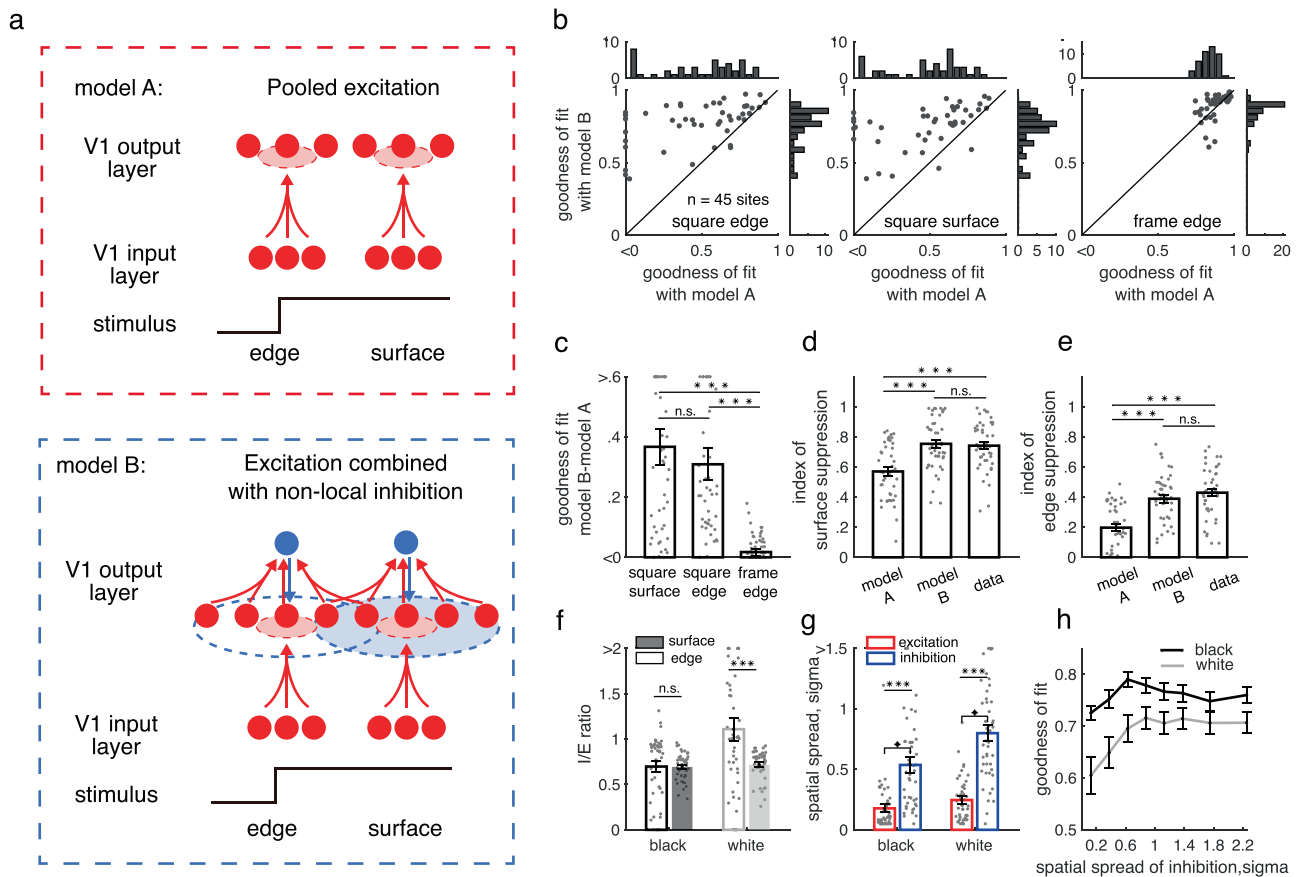 a
model A:
Pooled excitation
V1 output
layer
V1 input
layer
stimulus
edge
surface
model B:
Excitation combined
with non-local inhibition
V1 output
layer
V1 input
layer
stimulus
edge
surface
b
goodness of fit
with model B
10
0
1
0.5
<0
0.5
1
0
5
10
n = 45 sites
square edge
goodness of fit
with model A
10
0
1
0.5
<0
0.5
1
0
5
10
square surface
goodness of fit
with model A
10
0
1
0.5
<0
0.5
1
0
20
frame edge
goodness of fit
with model A
c
goodness of fit
model B-model A
>.6
.4
.2
<0
* * *
n.s.
* * *
square
surface
square
edge
frame
edge
d
index of
surface suppression
1
.8
.6
.4
.2
0
* * *
* * *
n.s.
model
A
model
B
data
e
index of
edge suppression
1
.8
.6
.4
.2
0
* * *
* * *
n.s.
model
A
model
B
data
f
surface
edge
I/E ratio
>2
1.5
1
0.5
0
n.s.
***
black
white
g
excitation
inhibition
spatial spread, sigma
>1.5
1
0.5
0
***
***
black
white
h
black
white
goodness of fit
0.8
0.7
0.6
0.5
0.2
0.6
1
1.4
1.8
2.2
spatial spread of inhibition,sigma